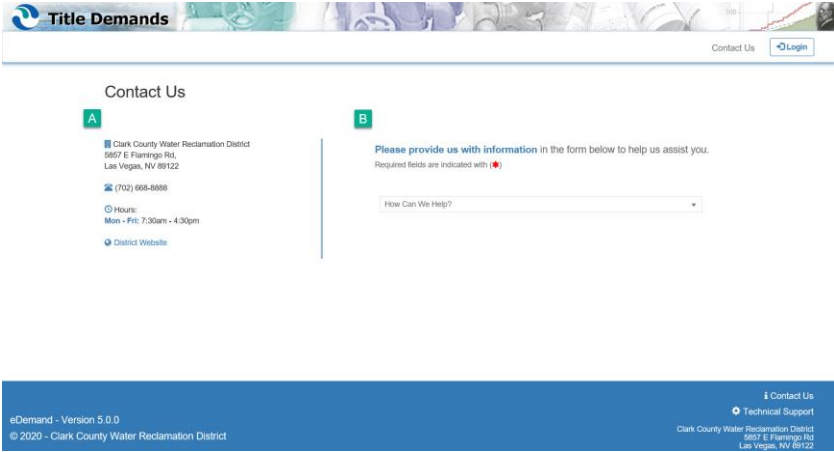 Title Demands
100
Contact Us
Login
Contact Us
A
Clark County Water Reclamation District
5857 E Flamingo Rd,
Las Vegas, NV 89122
(702) 668-8888
Hours:
Mon - Fri: 7:30am - 4:30pm
District Website
B
Please provide us with information in the form below to help us assist you.
Required fields are indicated with (✱)
How Can We Help?
Contact Us
Technical Support
eDemand - Version 5.0.0
© 2020 - Clark County Water Reclamation District
Clark County Water Reclamation District
5857 E Flamingo Rd
Las Vegas, NV 89122